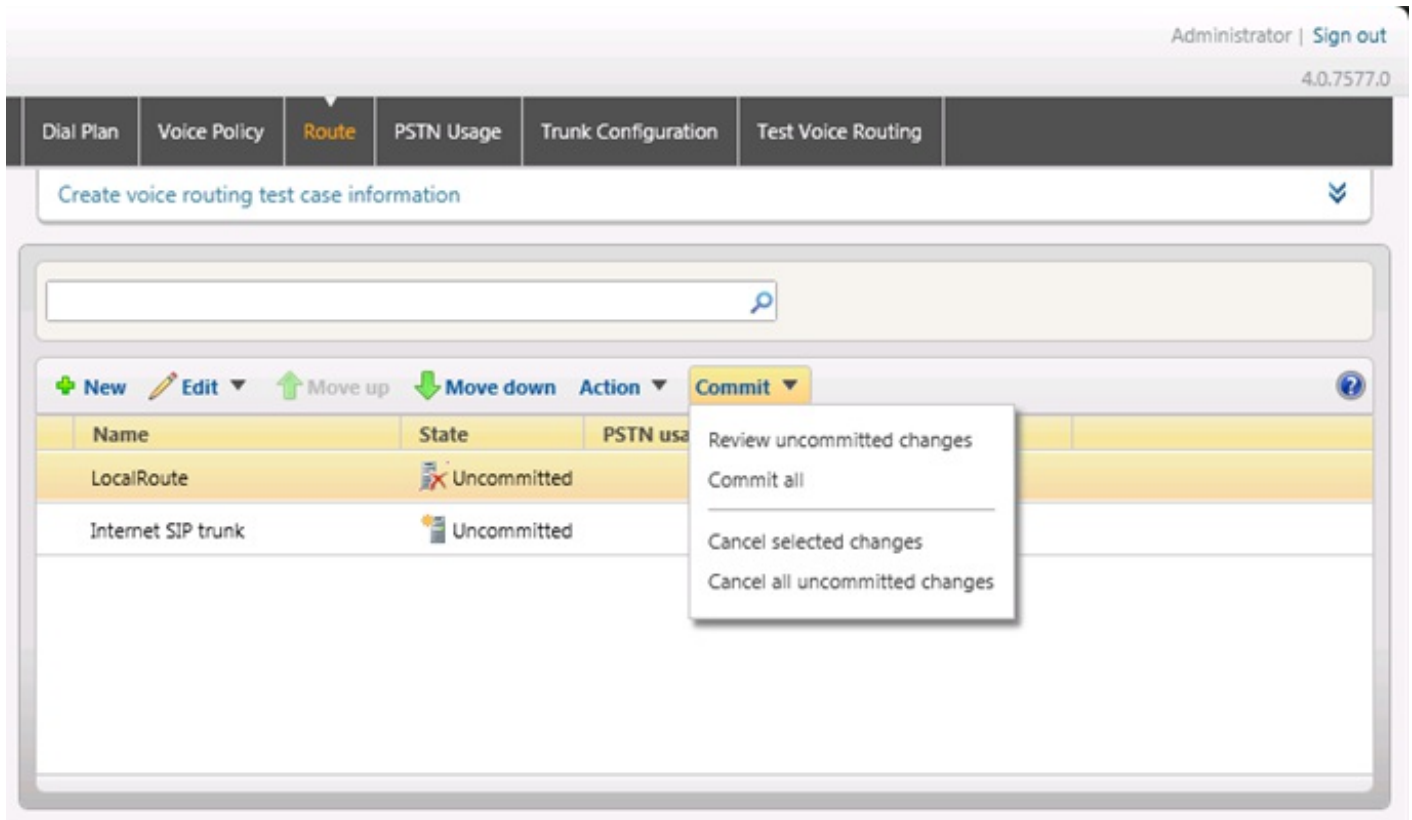 Administrator | Sign out
4.0.7577.0
Dial Plan Voice Policy Route PSTN Usage Trunk Configuration Test Voice Routing
Create voice routing test case information
New Edit Move up Move down Action Commit
Name State PSTN usa
Review uncommitted changes
LocalRoute Uncommitted
Commit all
Internet SIP trunk Uncommitted
Cancel selected changes
Cancel all uncommitted changes